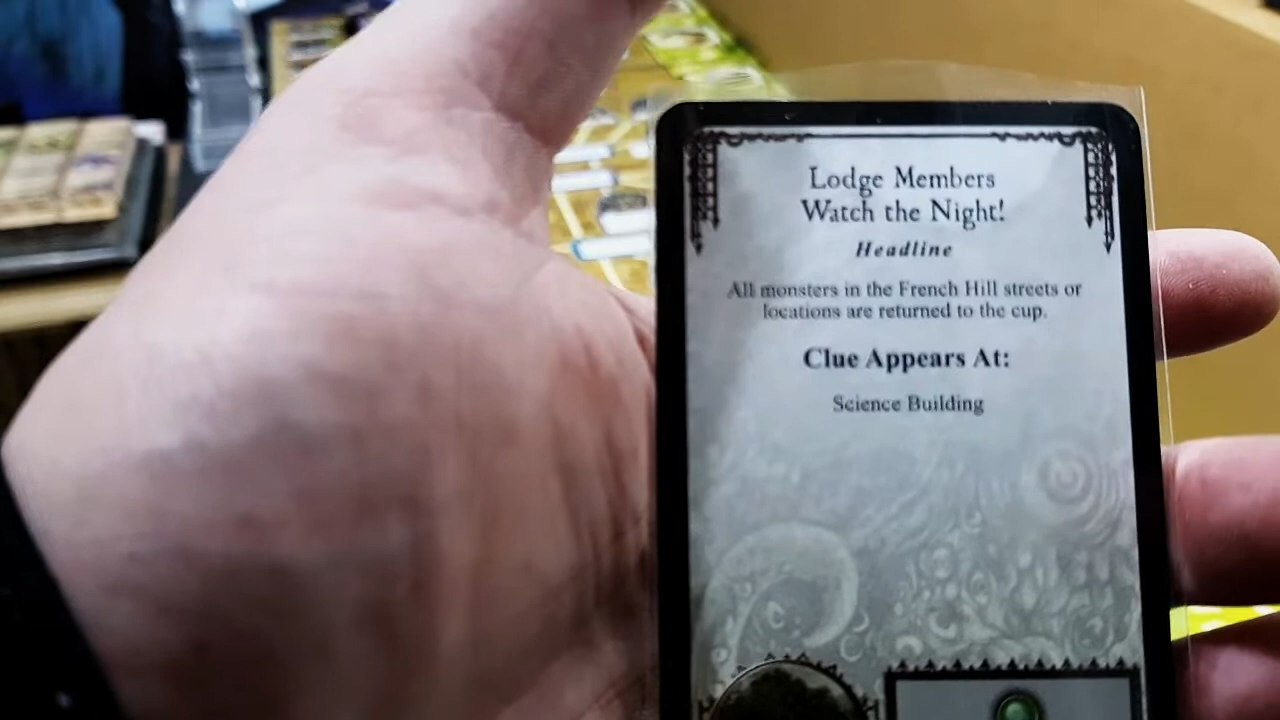 Lodge Members
Watch the Night!
Headline
All monsters in the French Hill streets or
locations are returned to the cup.
Clue Appears At:
Science Building